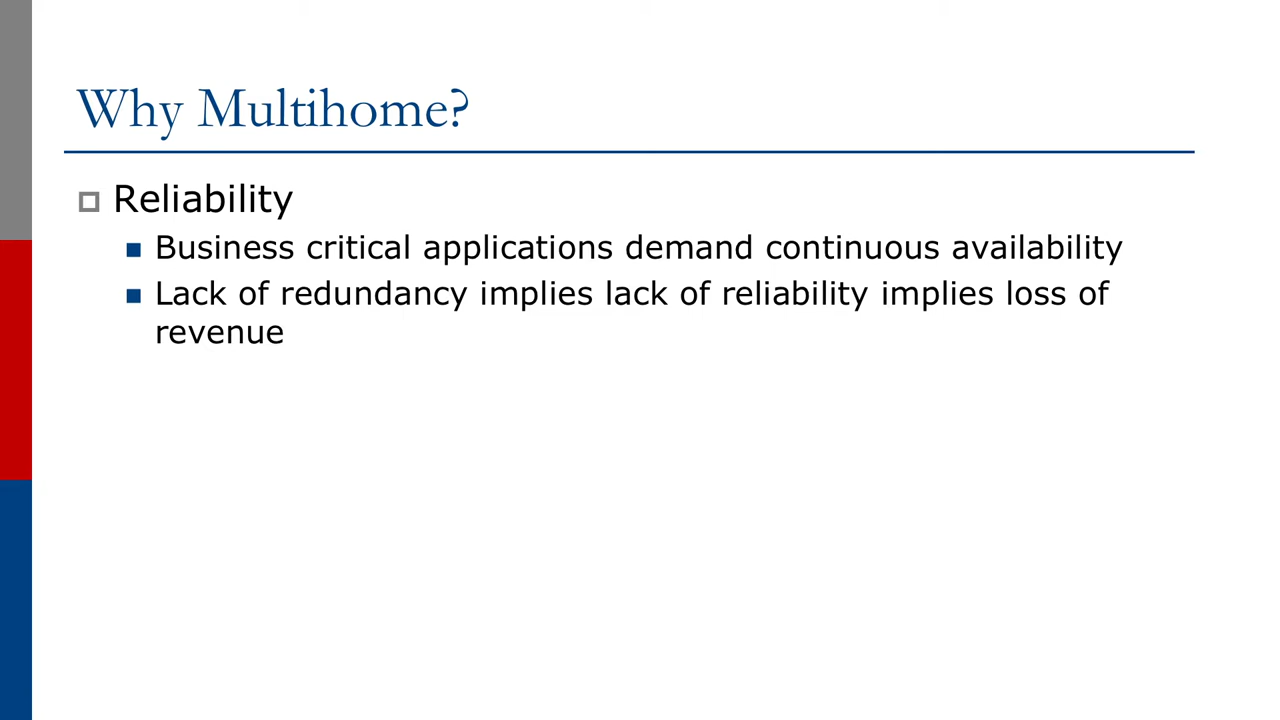 Why Multihome?
Reliability
Business critical applications demand continuous availability
Lack of redundancy implies lack of reliability implies loss of
revenue